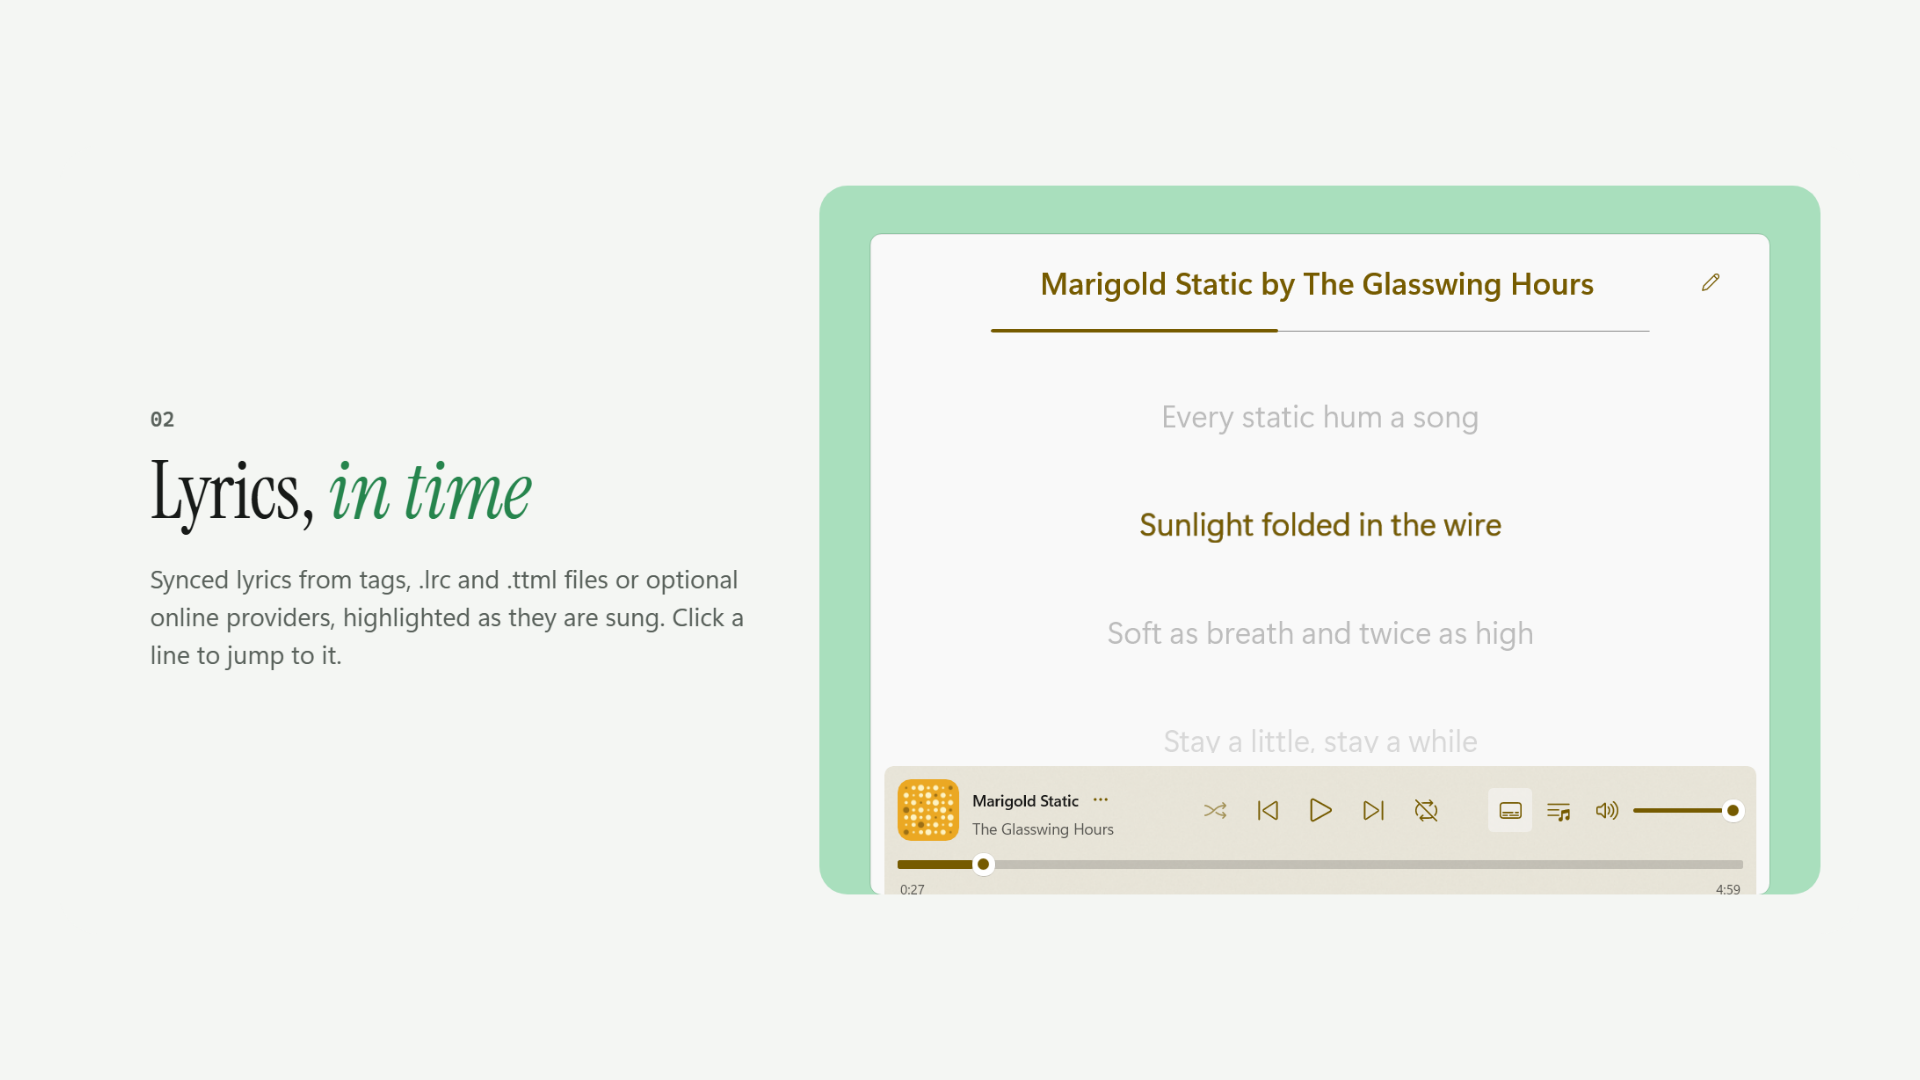 02
Lyrics, in time
Synced lyrics from tags, .lrc and .ttml files or optional
online providers, highlighted as they are sung. Click a
line to jump to it.
Marigold Static by The Glasswing Hours
Every static hum a song
Sunlight folded in the wire
Soft as breath and twice as high
Stay a little, stay a while
Marigold Static
The Glasswing Hours
0:27
4:59